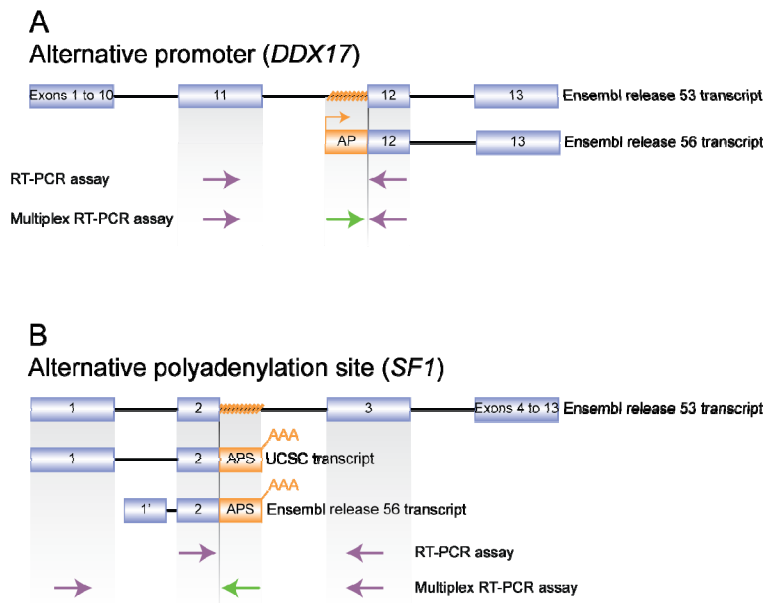 A
Alternative promoter (DDX17)
Exons 1 to 10 11 12 13 Ensembl release 53 transcript
AP 12 13 Ensembl release 56 transcript
RT-PCR assay
Multiplex RT-PCR assay
B
Alternative polyadenylation site (SF1)
1 2 3 Exons 4 to 13 Ensembl release 53 transcript
AAA
1 2 APS UCSC transcript
AAA
1' 2 APS Ensembl release 56 transcript
RT-PCR assay
Multiplex RT-PCR assay